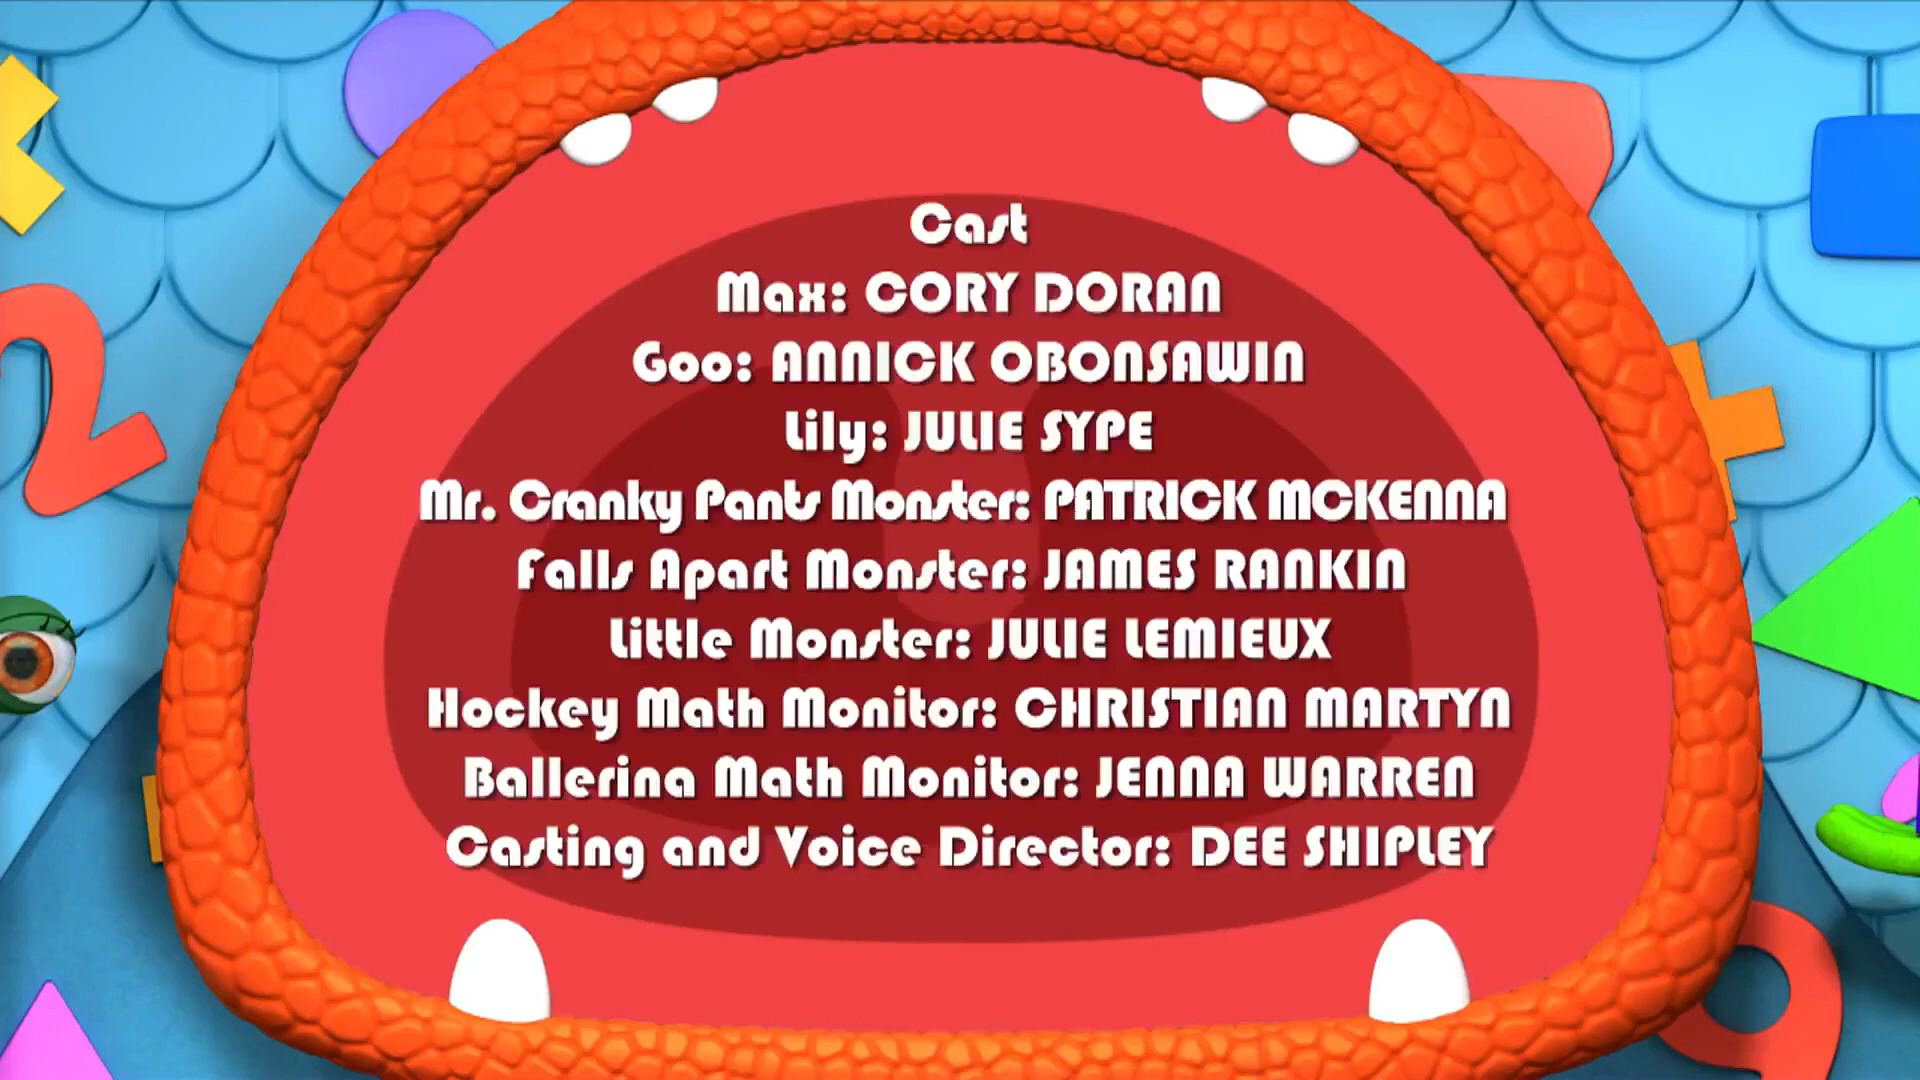 Cast
Max: CORY DORAN
Goo: ANNICK OBONSAWIN
Lily: JULIE SYPE
Mr. Cranky Pants Monster: PATRICK MCKENNA
Falls Apart Monster: JAMES RANKIN
Little Monster: JULIE LEMIEUX
Hockey Math Monitor: CHRISTIAN MARTYN
Ballerina Math Monitor: JENNA WARREN
Casting and Voice Director: DEE SHIPLEY
2
9